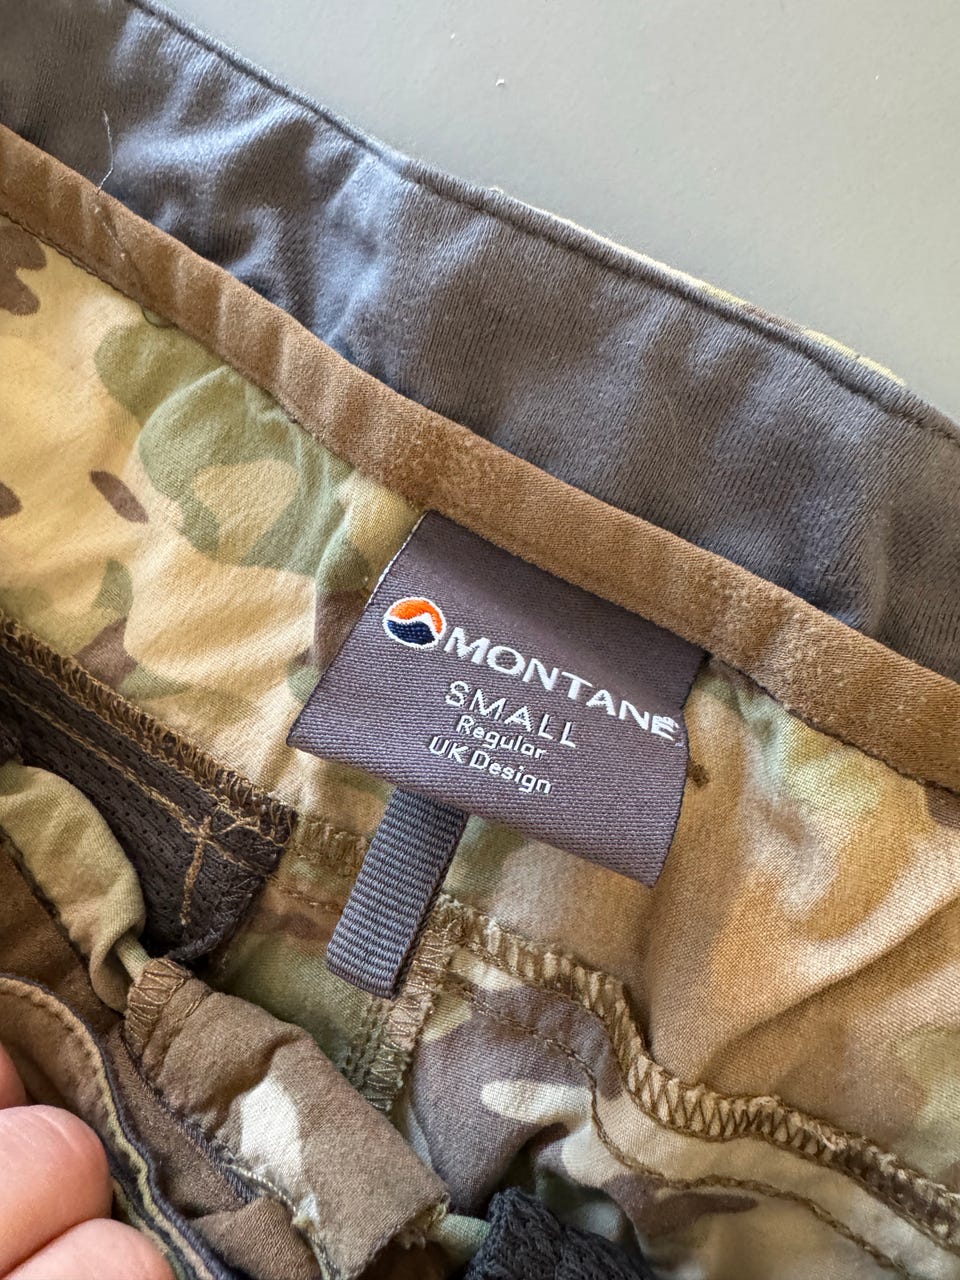 MONTANE
SMALL
Regular
UK Design